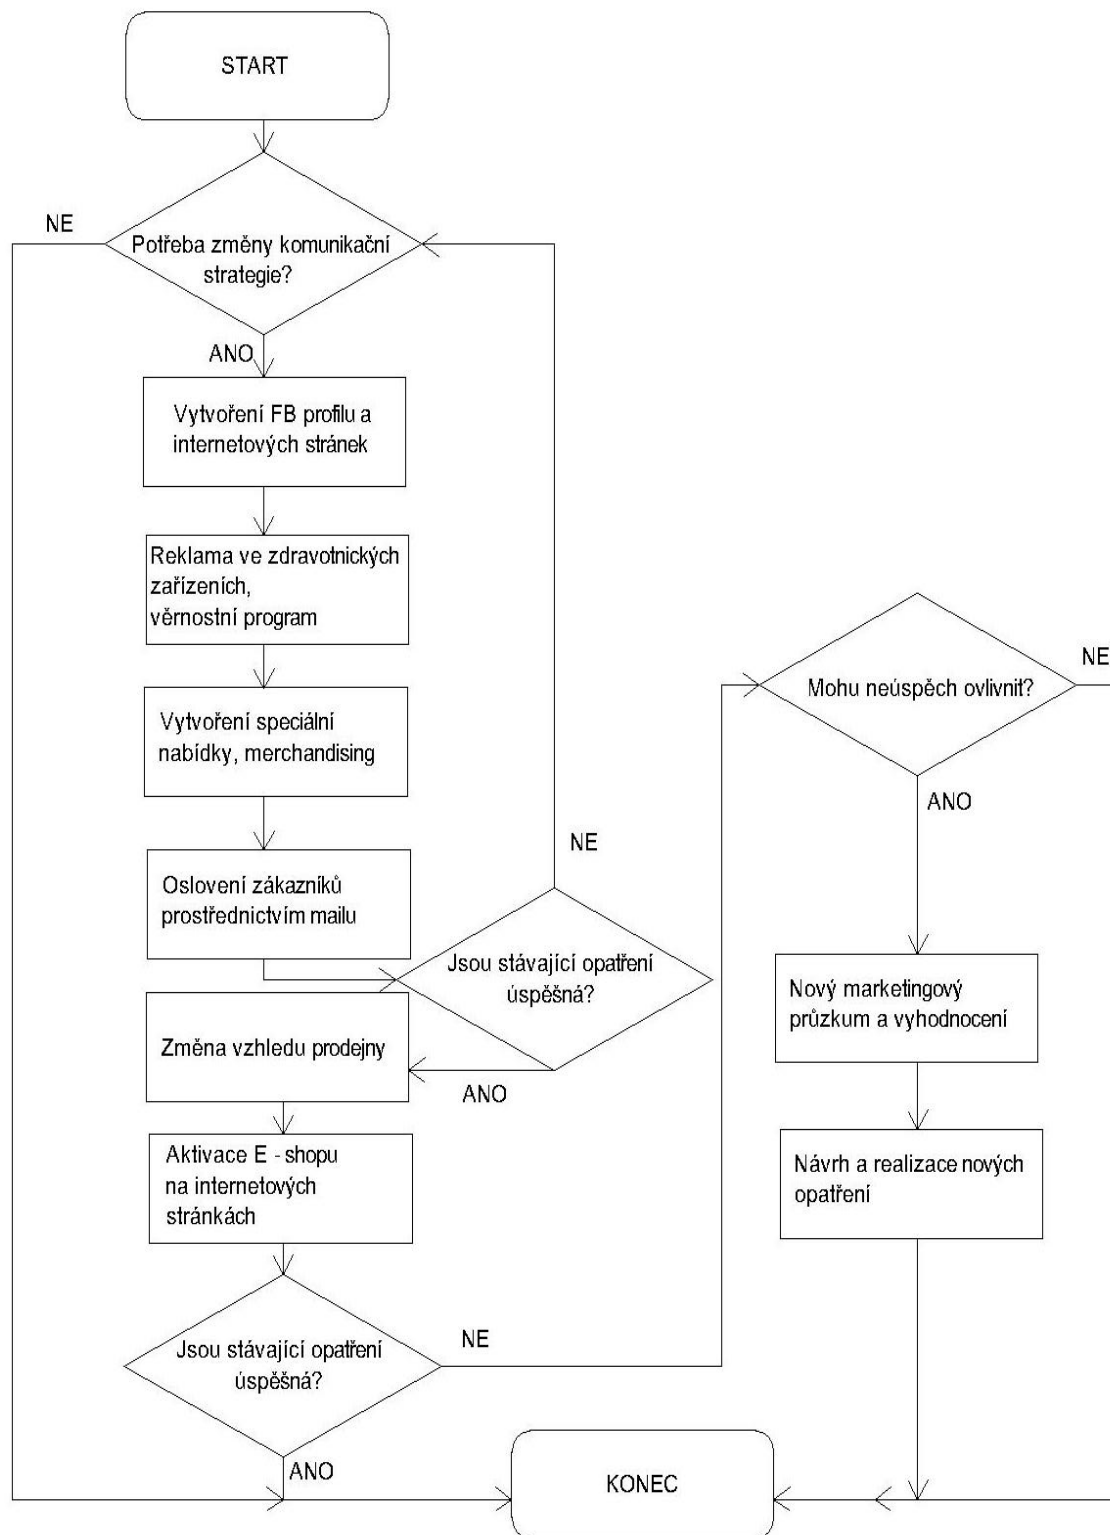 START
NE
Potřeba změny komunikační
strategie?
ANO
Vytvoření FB profilu a
internetových stránek
Reklama ve zdravotnických
zařízeních,
věrnostní program
Vytvoření speciální
nabídky, merchandising
Oslovení zákazníků
prostřednictvím mailu
NE
Jsou stávající opatření
úspěšná?
ANO
Změna vzhledu prodejny
Aktivace E - shopu
na internetových
stránkách
Jsou stávající opatření
úspěšná?
NE
ANO
Mohu neúspěch ovlivnit?
NE
ANO
Nový marketingový
průzkum a vyhodnocení
Návrh a realizace nových
opatření
KONEC